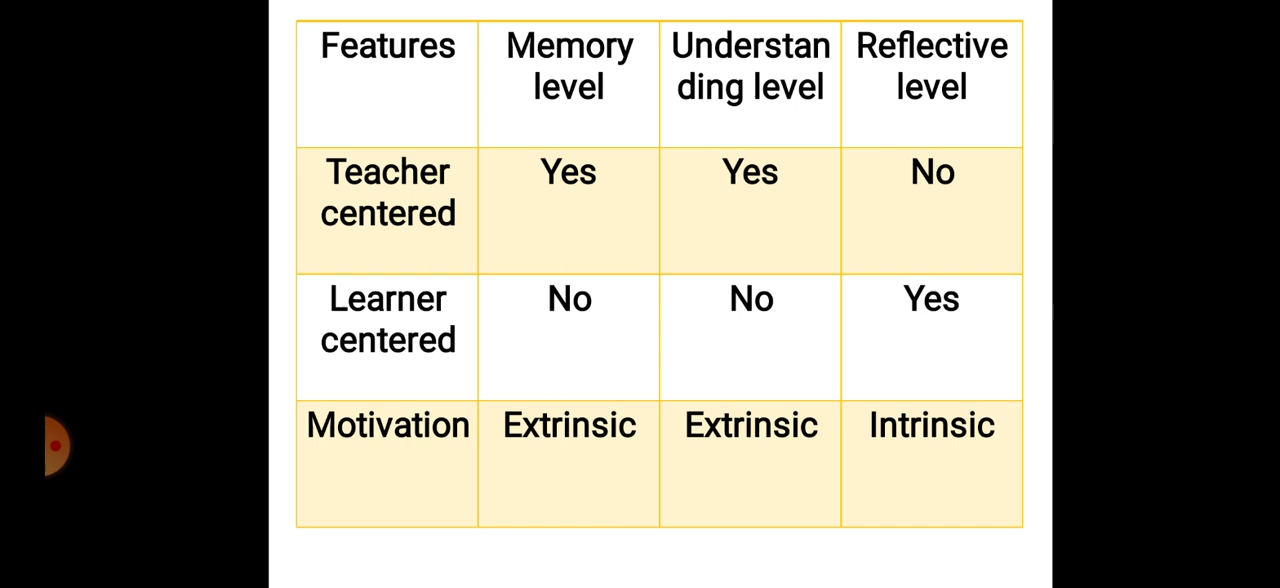 Features Memory Understan Reflective
level ding level level
Teacher Yes Yes No
centered
Learner No No Yes
centered
Motivation Extrinsic Extrinsic Intrinsic